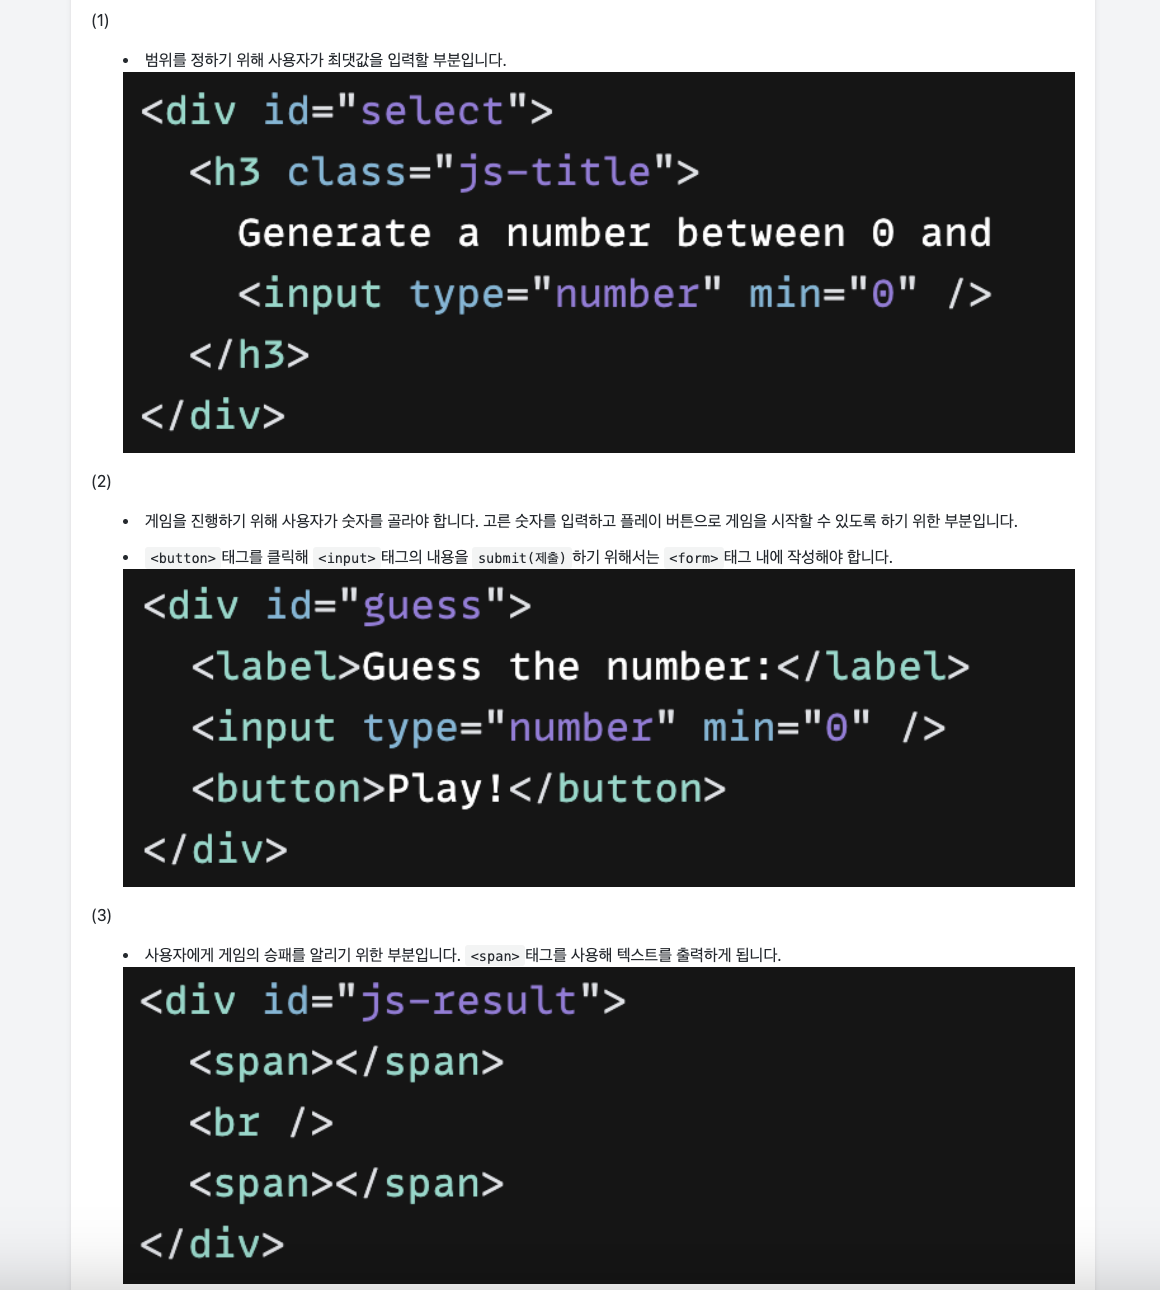 (1)
• 범위를 정하기 위해 사용자가 최댓값을 입력할 부분입니다.
<div id="select">
  <h3 class="js-title">
    Generate a number between 0 and
    <input type="number" min="0" />
  </h3>
</div>
(2)
• 게임을 진행하기 위해 사용자가 숫자를 골라야 합니다. 고른 숫자를 입력하고 플레이 버튼으로 게임을 시작할 수 있도록 하기 위한 부분입니다.
• <button> 태그를 클릭해 <input> 태그의 내용을 submit(제출) 하기 위해서는 <form> 태그 내에 작성해야 합니다.
<div id="guess">
  <label>Guess the number:</label>
  <input type="number" min="0" />
  <button>Play!</button>
</div>
(3)
• 사용자에게 게임의 승패를 알리기 위한 부분입니다. <span> 태그를 사용해 텍스트를 출력하게 됩니다.
<div id="js-result">
  <span></span>
  <br />
  <span></span>
</div>